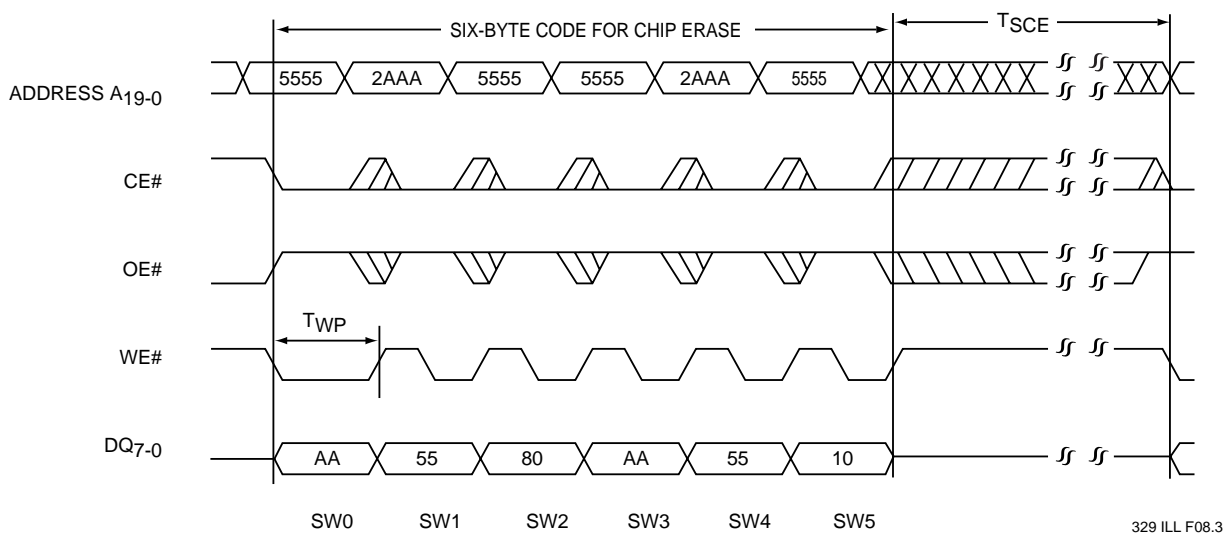 SIX-BYTE CODE FOR CHIP ERASE TSCE
ADDRESS A19-0 5555 2AAA 5555 5555 2AAA 5555
CE#
OE#
TWP
WE#
DQ7-0 AA 55 80 AA 55 10
SW0 SW1 SW2 SW3 SW4 SW5
329 ILL F08.3